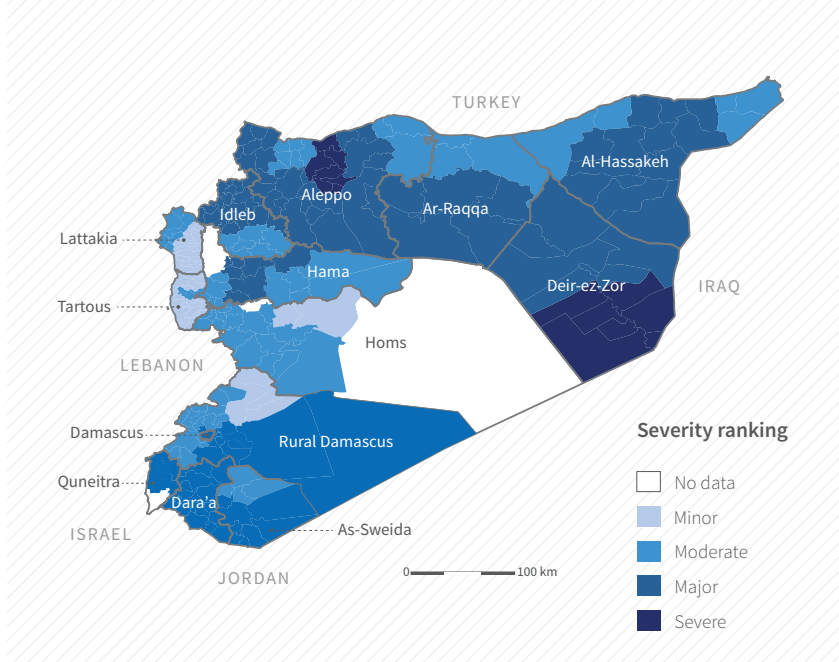 TURKEY
Al-Hassakeh
Aleppo
Ar-Raqqa
Idleb
Lattakia
Hama
Deir-ez-Zor
IRAQ
Tartous
Homs
LEBANON
Damascus
Rural Damascus
Quneitra
Dara’a
ISRAEL
As-Sweida
JORDAN
0
100 km
Severity ranking
No data
Minor
Moderate
Major
Severe